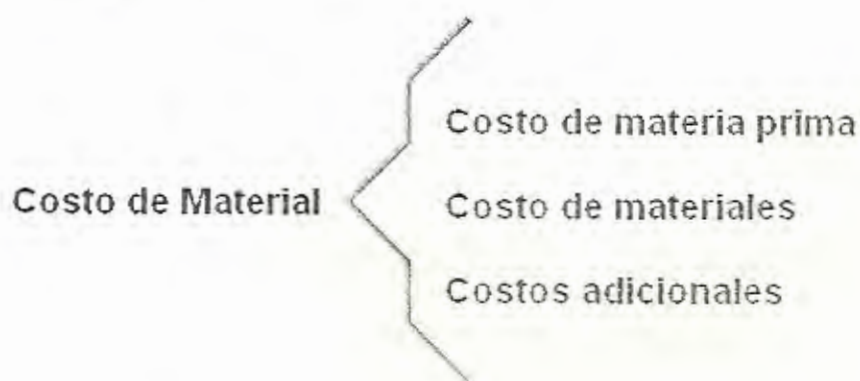 Costo de Material
Costo de materia prima
Costo de materiales
Costos adicionales